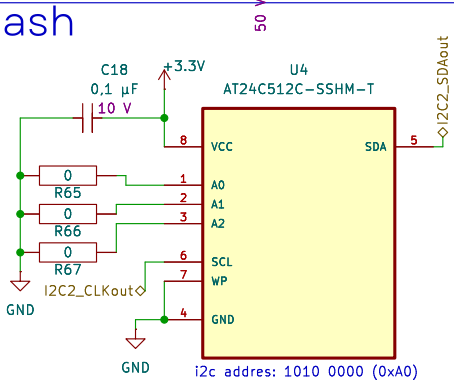 ash
50 V
C18
0,1 µF
10 V
+3.3V
U4
AT24C512C-SSHM-T
I2C2_SDAout
8
VCC
SDA
5
0
R65
1
A0
0
R66
2
A1
0
R67
3
A2
6
SCL
I2C2_CLKout
7
WP
GND
4
GND
GND
i2c addres: 1010 0000 (0xA0)